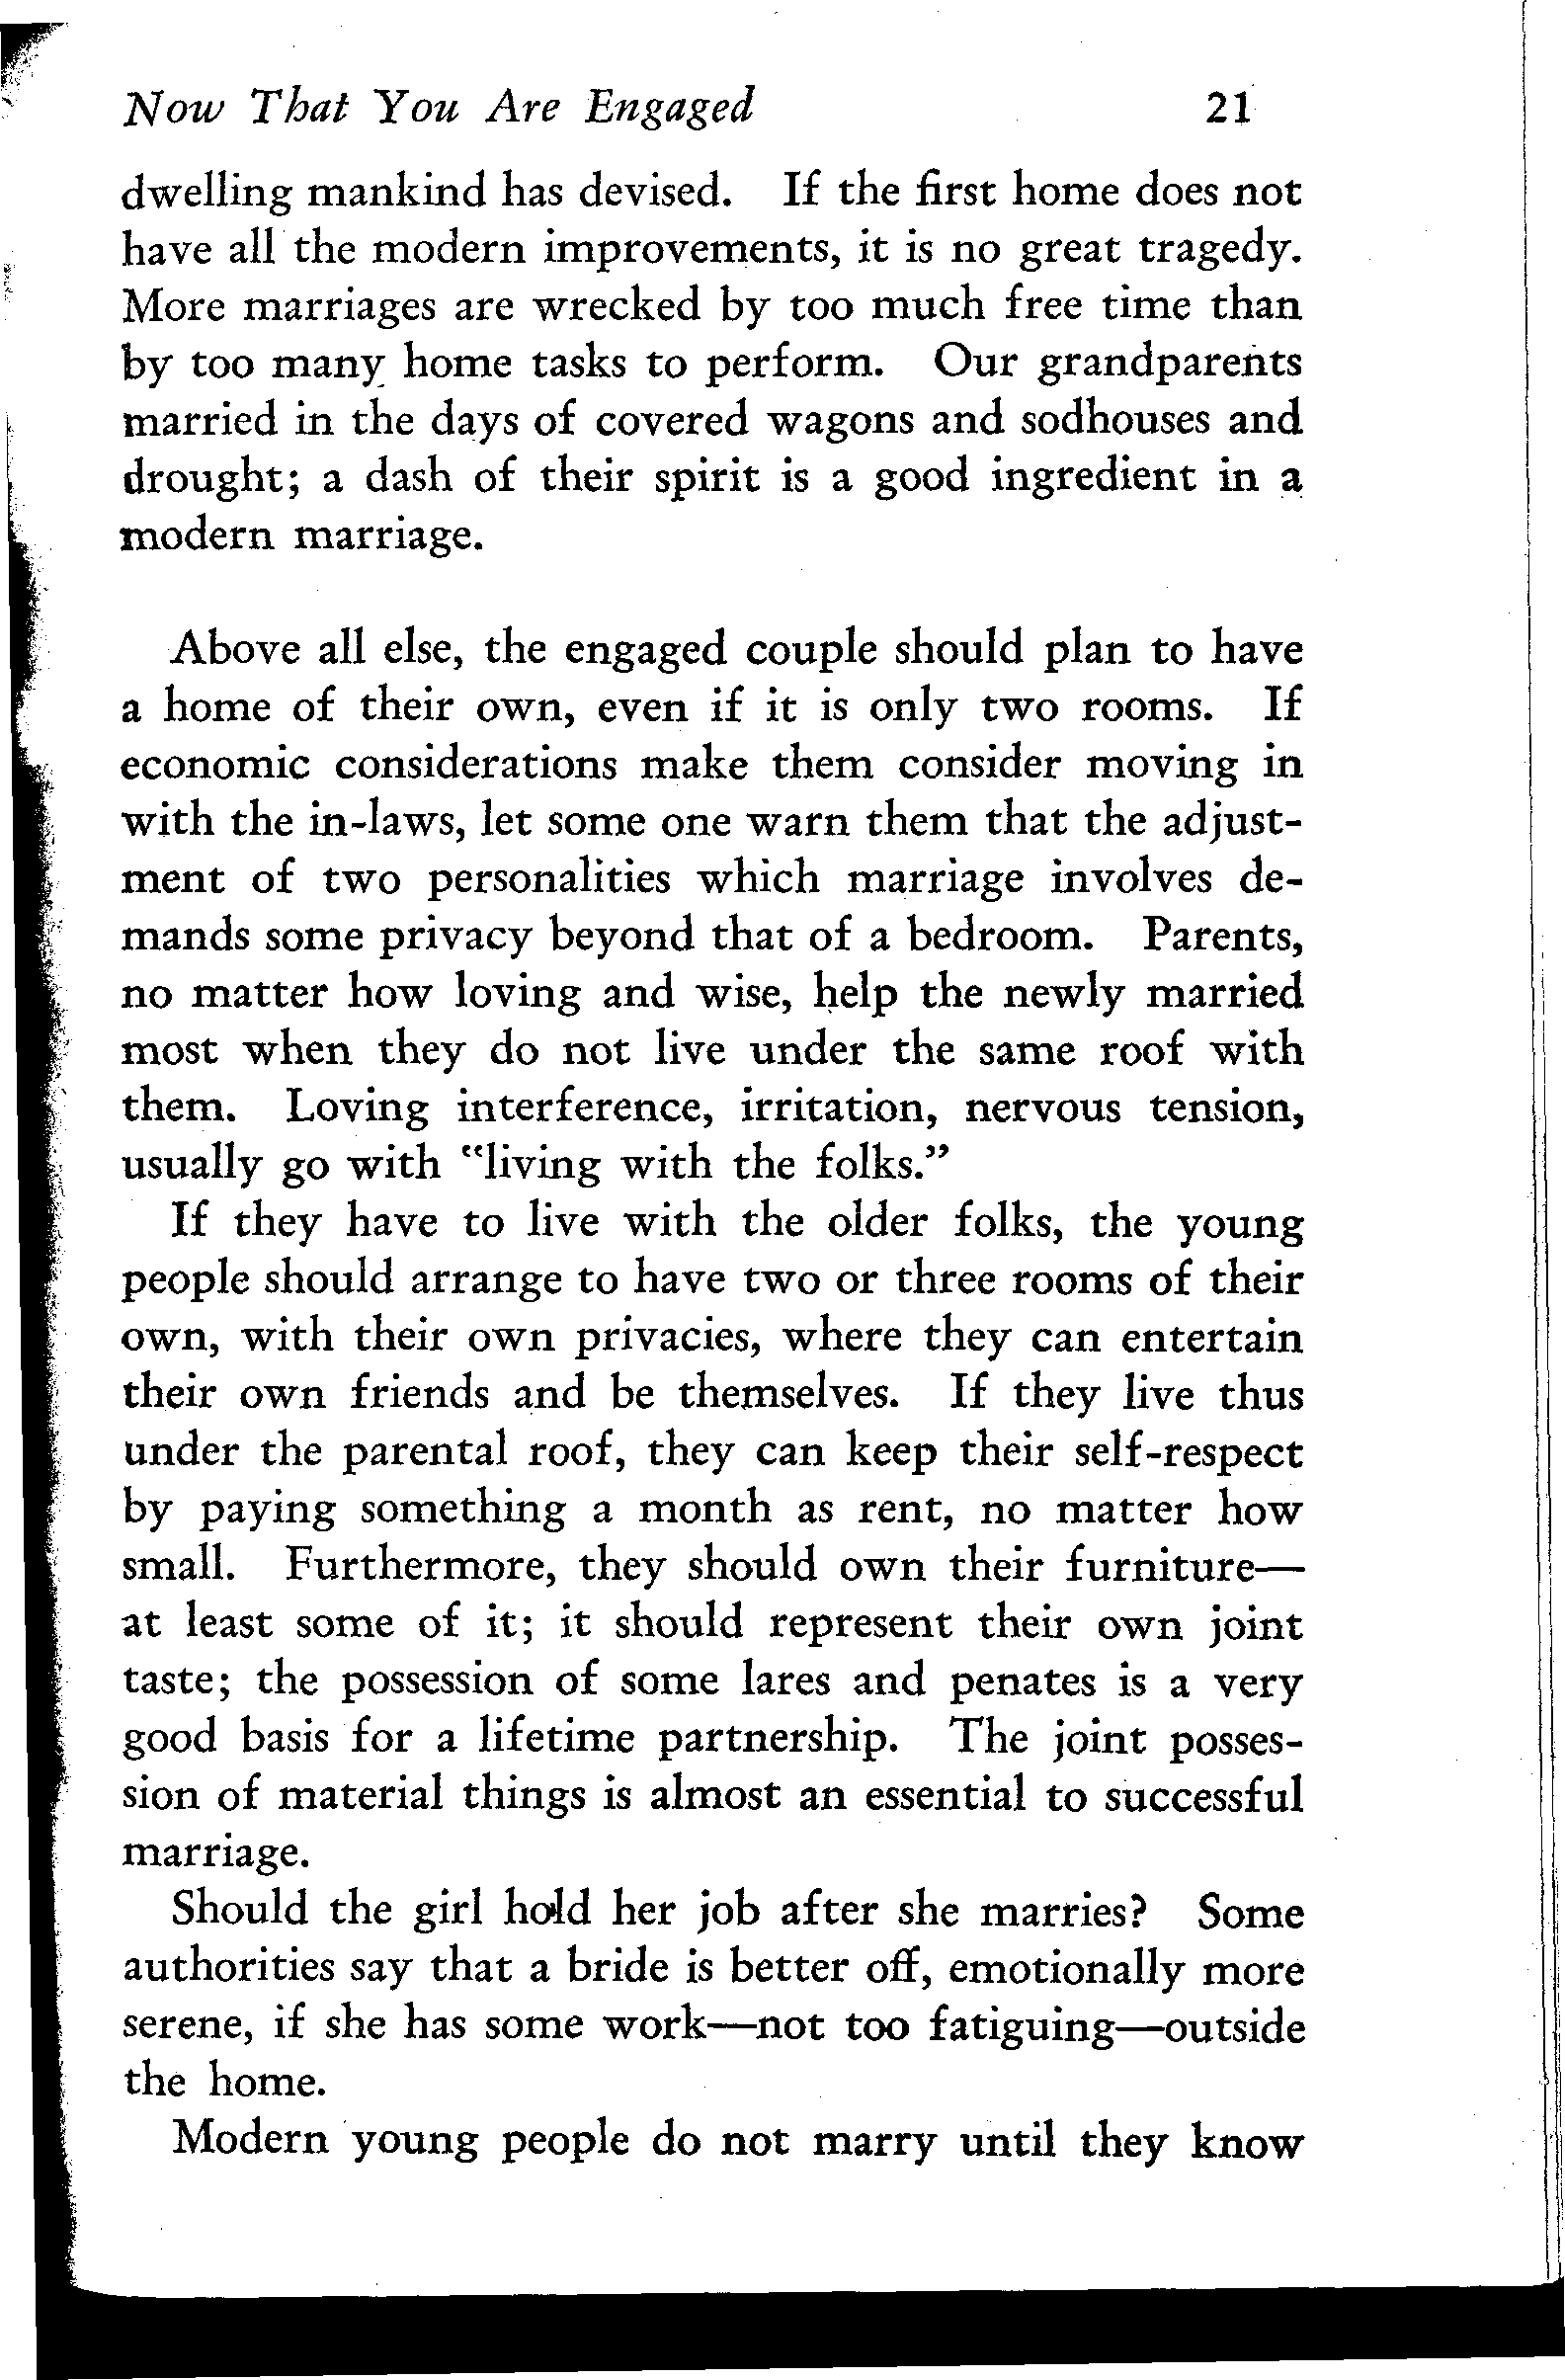 Now That You Are Engaged 21
dwelling mankind has devised. If the first home does not
have all the modern improvements, it is no great tragedy.
More marriages are wrecked by too much free time than
by too many home tasks to perform. Our grandparents
married in the days of covered wagons and sodhouses and
drought; a dash of their spirit is a good ingredient in a
modern marriage.
Above all else, the engaged couple should plan to have
a home of their own, even if it is only two rooms. If
economic considerations make them consider moving in
with the in-laws, let some one warn them that the adjust-
ment of two personalities which marriage involves de-
mands some privacy beyond that of a bedroom. Parents,
no matter how loving and wise, help the newly married
most when they do not live under the same roof with
them. Loving interference, irritation, nervous tension,
usually go with "living with the folks."
If they have to live with the older folks, the young
people should arrange to have two or three rooms of their
own, with their own privacies, where they can entertain
their own friends and be themselves. If they live thus
under the parental roof, they can keep their self-respect
by paying something a month as rent, no matter how
small. Furthermore, they should own their furniture—
at least some of it; it should represent their own joint
taste; the possession of some lares and penates is a very
good basis for a lifetime partnership. The joint posses-
sion of material things is almost an essential to successful
marriage.
Should the girl hold her job after she marries? Some
authorities say that a bride is better off, emotionally more
serene, if she has some work—not too fatiguing—outside
the home.
Modern young people do not marry until they know